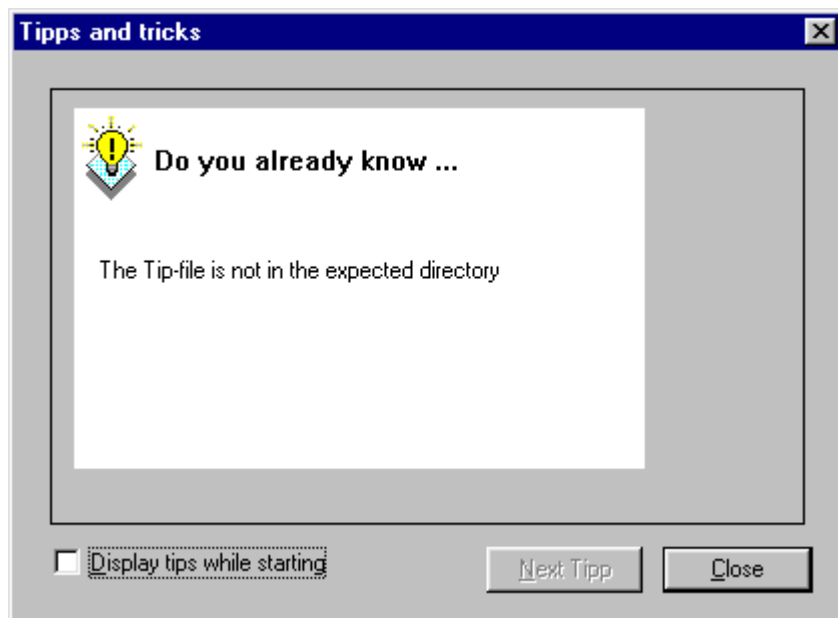 Tipps and tricks
Do you already know ...
The Tip-file is not in the expected directory
Display tips while starting
Next Tipp
Close